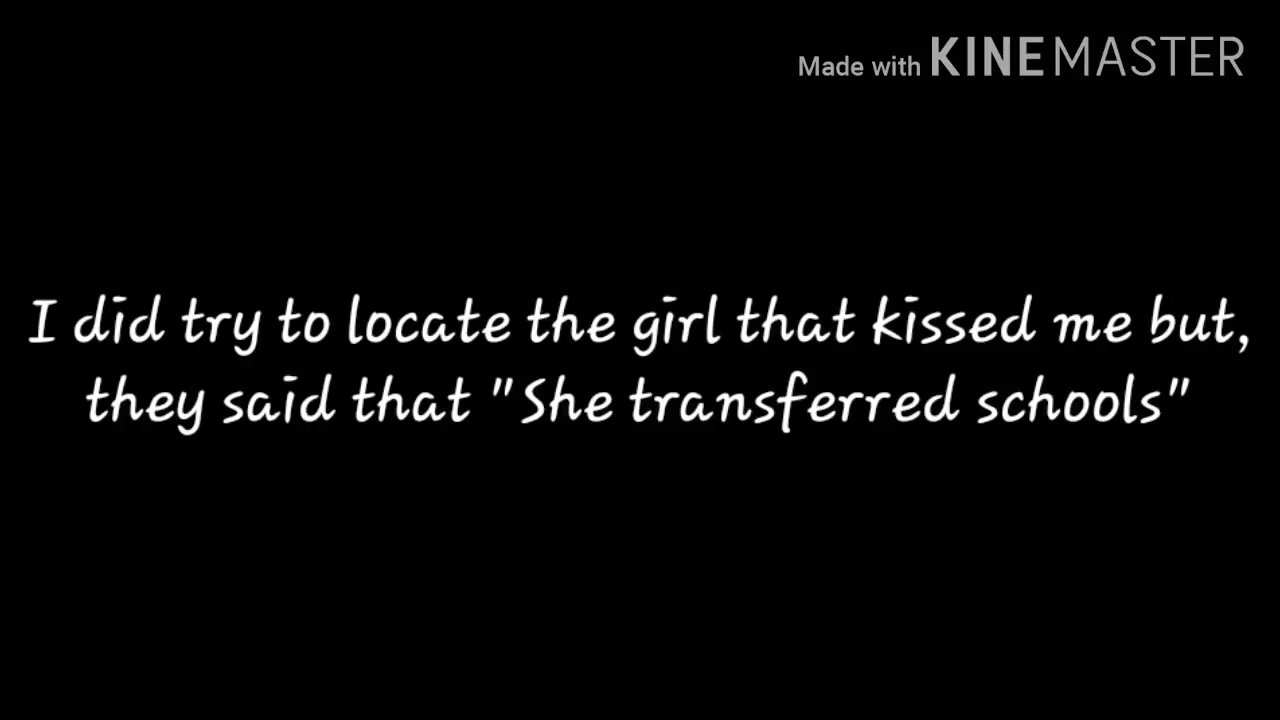 Made with KINEMASTER
I did try to locate the girl that kissed me but,
they said that "She transferred schools"